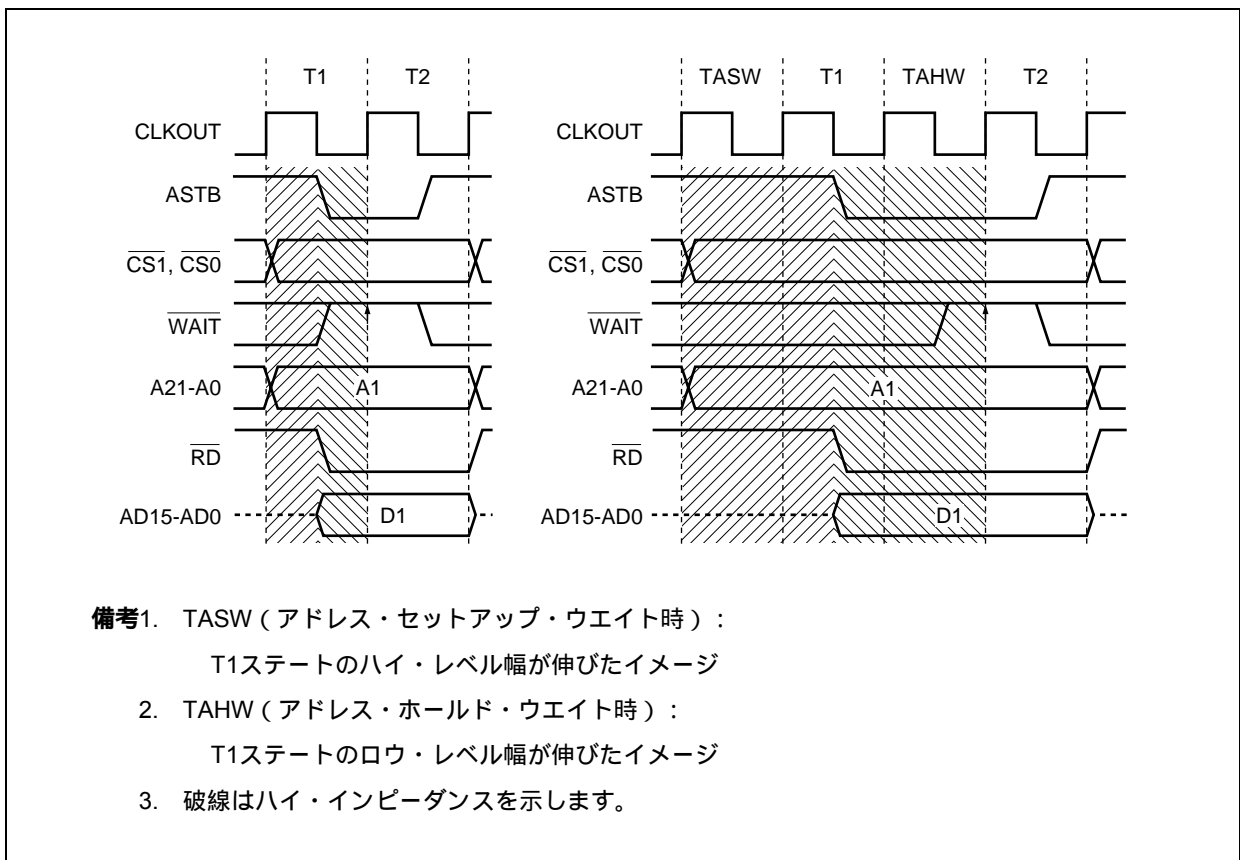 T1 T2 TASW T1 TAHW T2
CLKOUT CLKOUT
ASTB ASTB
CS1, CS0 CS1, CS0
WAIT WAIT
A21-A0 A1 A21-A0 A1
RD RD
AD15-AD0 D1 AD15-AD0 D1
備考1. TASW（アドレス・セットアップ・ウエイト時）：
T1ステートのハイ・レベル幅が伸びたイメージ
2. TAHW（アドレス・ホールド・ウエイト時）：
T1ステートのロウ・レベル幅が伸びたイメージ
3. 破線はハイ・インピーダンスを示します。